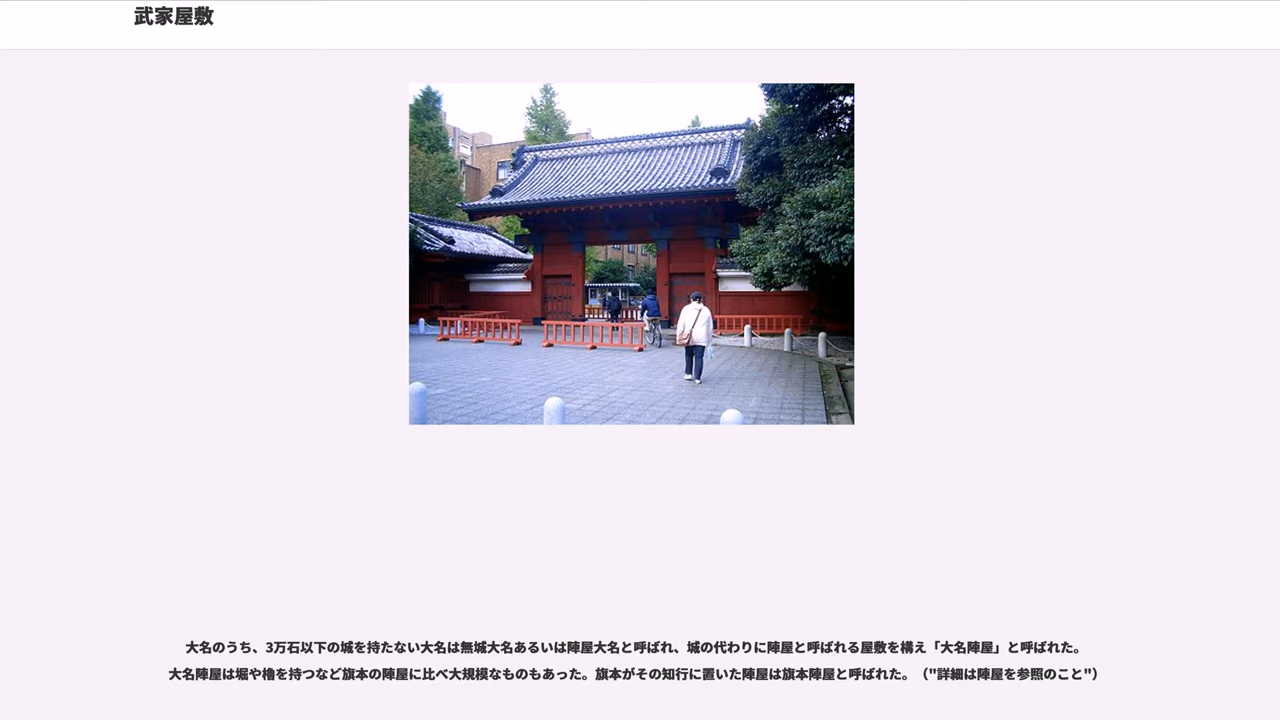 武家屋敷
大名のうち、3万石以下の城を持たない大名は無城大名あるいは陣屋大名と呼ばれ、城の代わりに陣屋と呼ばれる屋敷を構え「大名陣屋」と呼ばれた。
大名陣屋は堀や櫓を持つなど旗本の陣屋に比べ大規模なものもあった。旗本がその知行に置いた陣屋は旗本陣屋と呼ばれた。（"詳細は陣屋を参照のこと"）